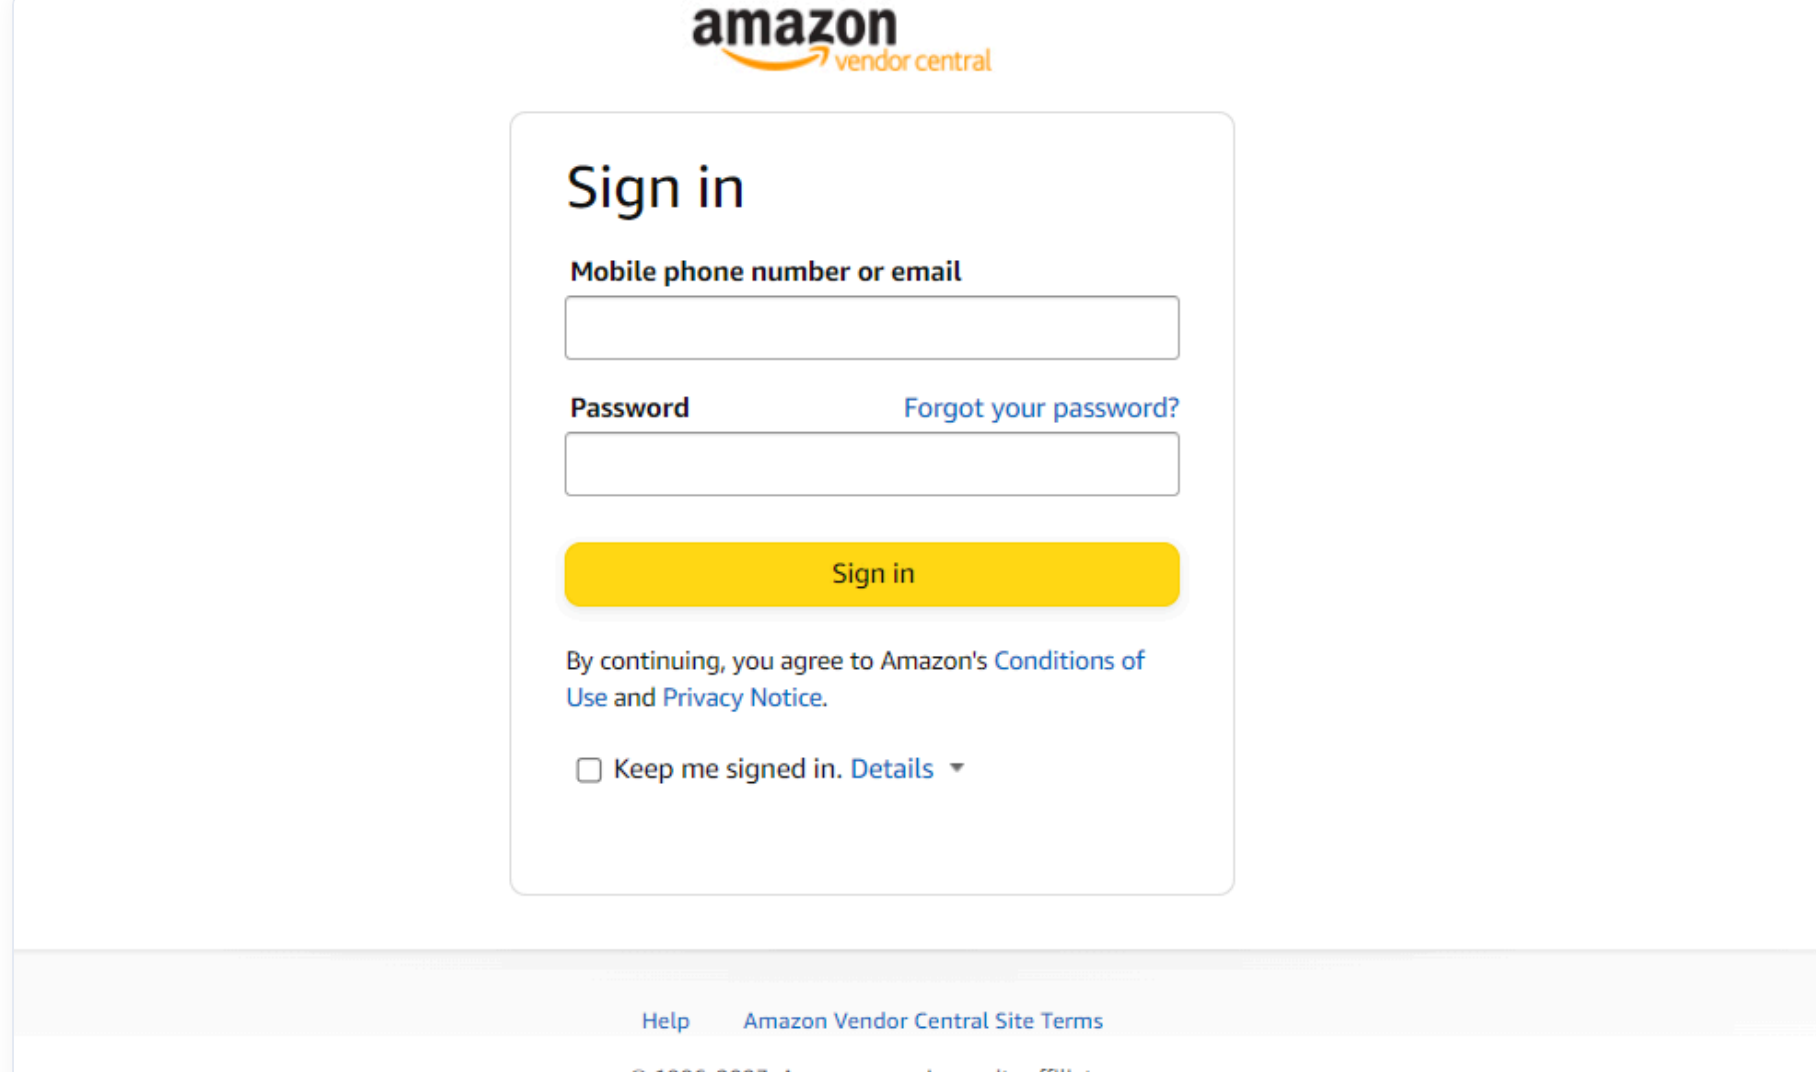 amazon
vendor central
Sign in
Mobile phone number or email
Password Forgot your password?
Sign in
By continuing, you agree to Amazon's Conditions of
Use and Privacy Notice.
Keep me signed in. Details
Help Amazon Vendor Central Site Terms